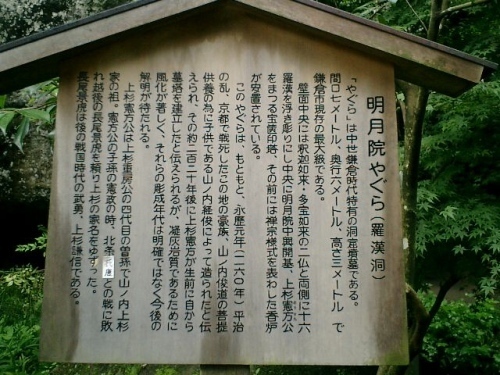 明月院やぐら(羅漢洞)
「やぐら」は中世鎌倉時代特有の洞窟墳墓である。
間口七メートル、奥行六メートル、高さ三メートル で
鎌倉市現存の最大級である。
壁面中央には釈迦如来・多宝如来の二仏と両側に十六
羅漢を浮き彫りにし中央に明月院中興開基、上杉憲方公
をまつる宝篋印塔、その前には禅宗様式を表わした香炉
が安置されている。
このやぐらは、もともと、永暦元年(一一六〇年)平治
の乱、京都で戦死したこの地の豪族、山ノ内俊道の菩提
供養の為に子供である山ノ内経俊によって造られたと伝
えられ、その約二百二十年後に上杉憲方が生前に自から
墓塔を建立したと伝えられるが、凝灰岩質であるために
風化が著しく、それらの彫成年代は明確ではなく今後の
解明が待たれる。
上杉憲方公は上杉重房公の四代目の曽孫で山ノ内上杉
家の祖。憲方公の子孫の憲政の時、北条 との戦に敗
れ越後の長尾景虎を頼り上杉の家名をゆずった。
長尾景虎は後の戦国時代の武勇、上杉謙信である。